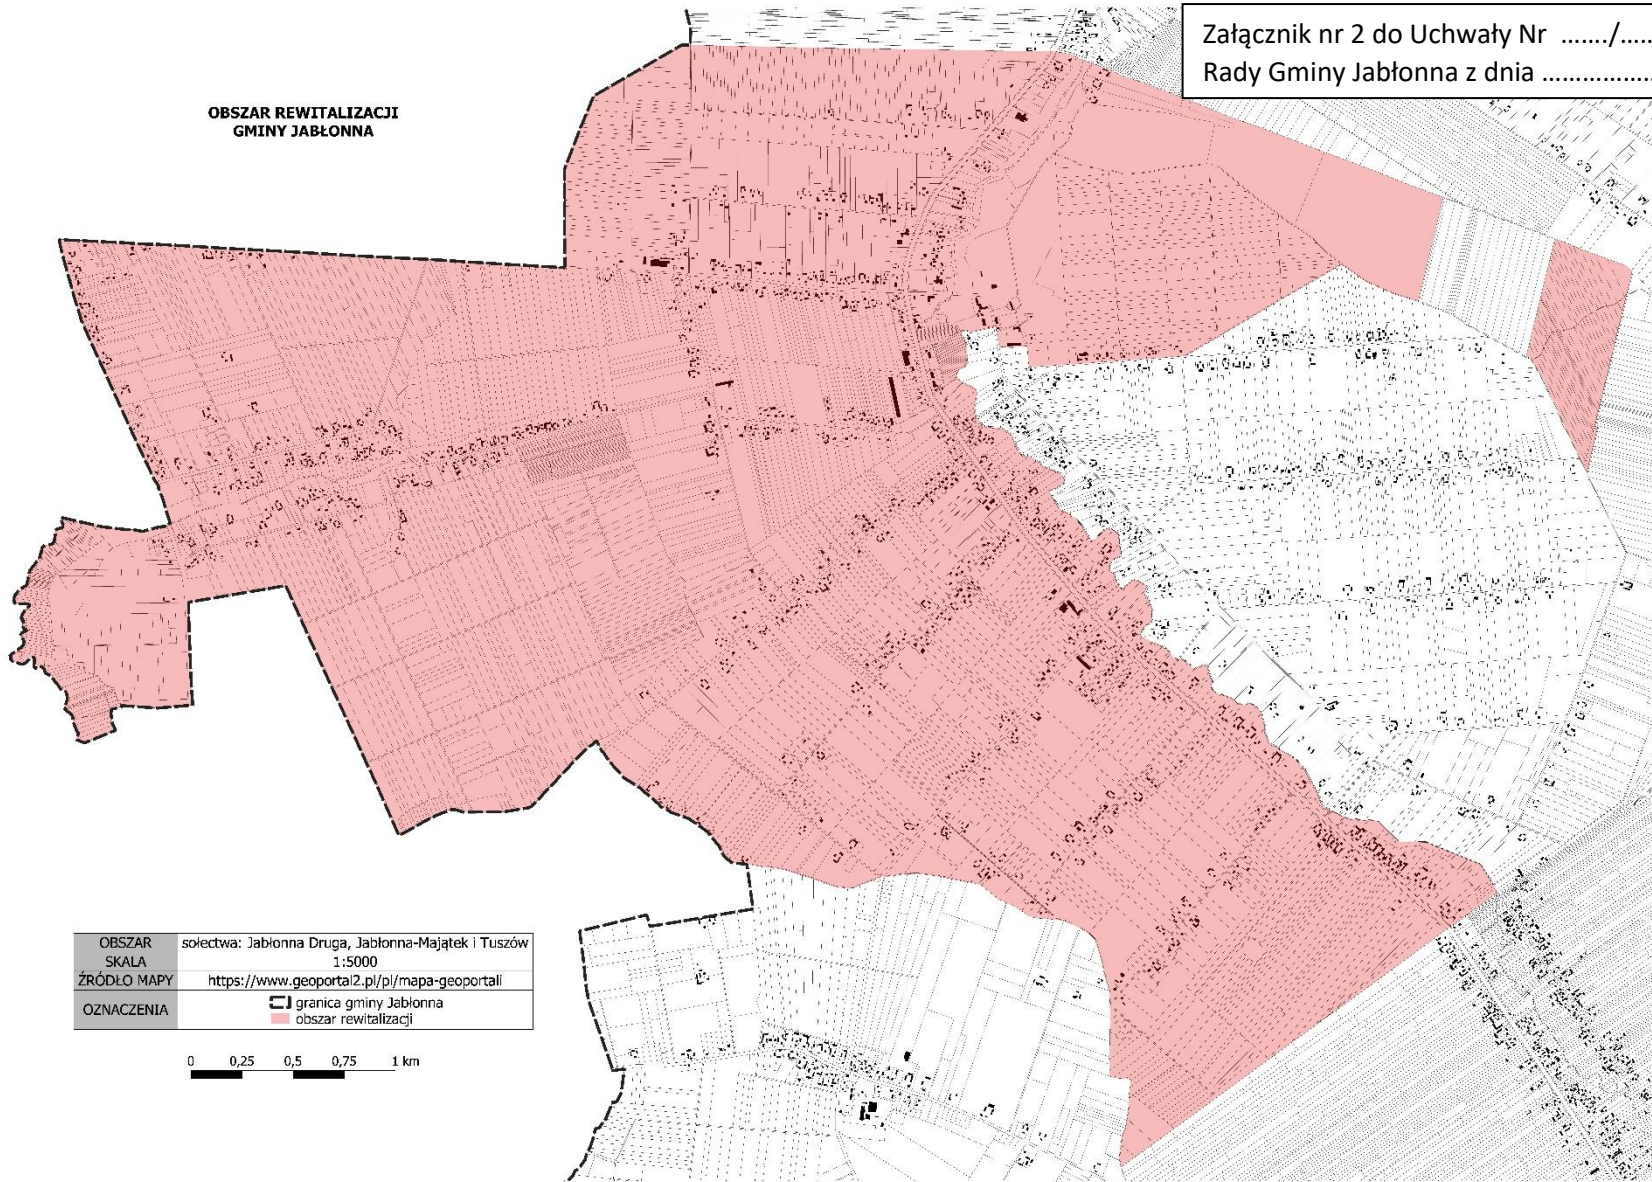 Załącznik nr 2 do Uchwały Nr ……./…..
Rady Gminy Jabłonna z dnia ……………..
OBSZAR REWITALIZACJI
GMINY JABŁONNA
OBSZAR sołectwa: Jabłonna Druga, Jabłonna-Majątek i Tuszów
SKALA 1:5000
ŹRÓDŁO MAPY https://www.geoportal2.pl/pl/mapa-geoportali
OZNACZENIA granica gminy Jabłonna
obszar rewitalizacji
0 0,25 0,5 0,75 1 km